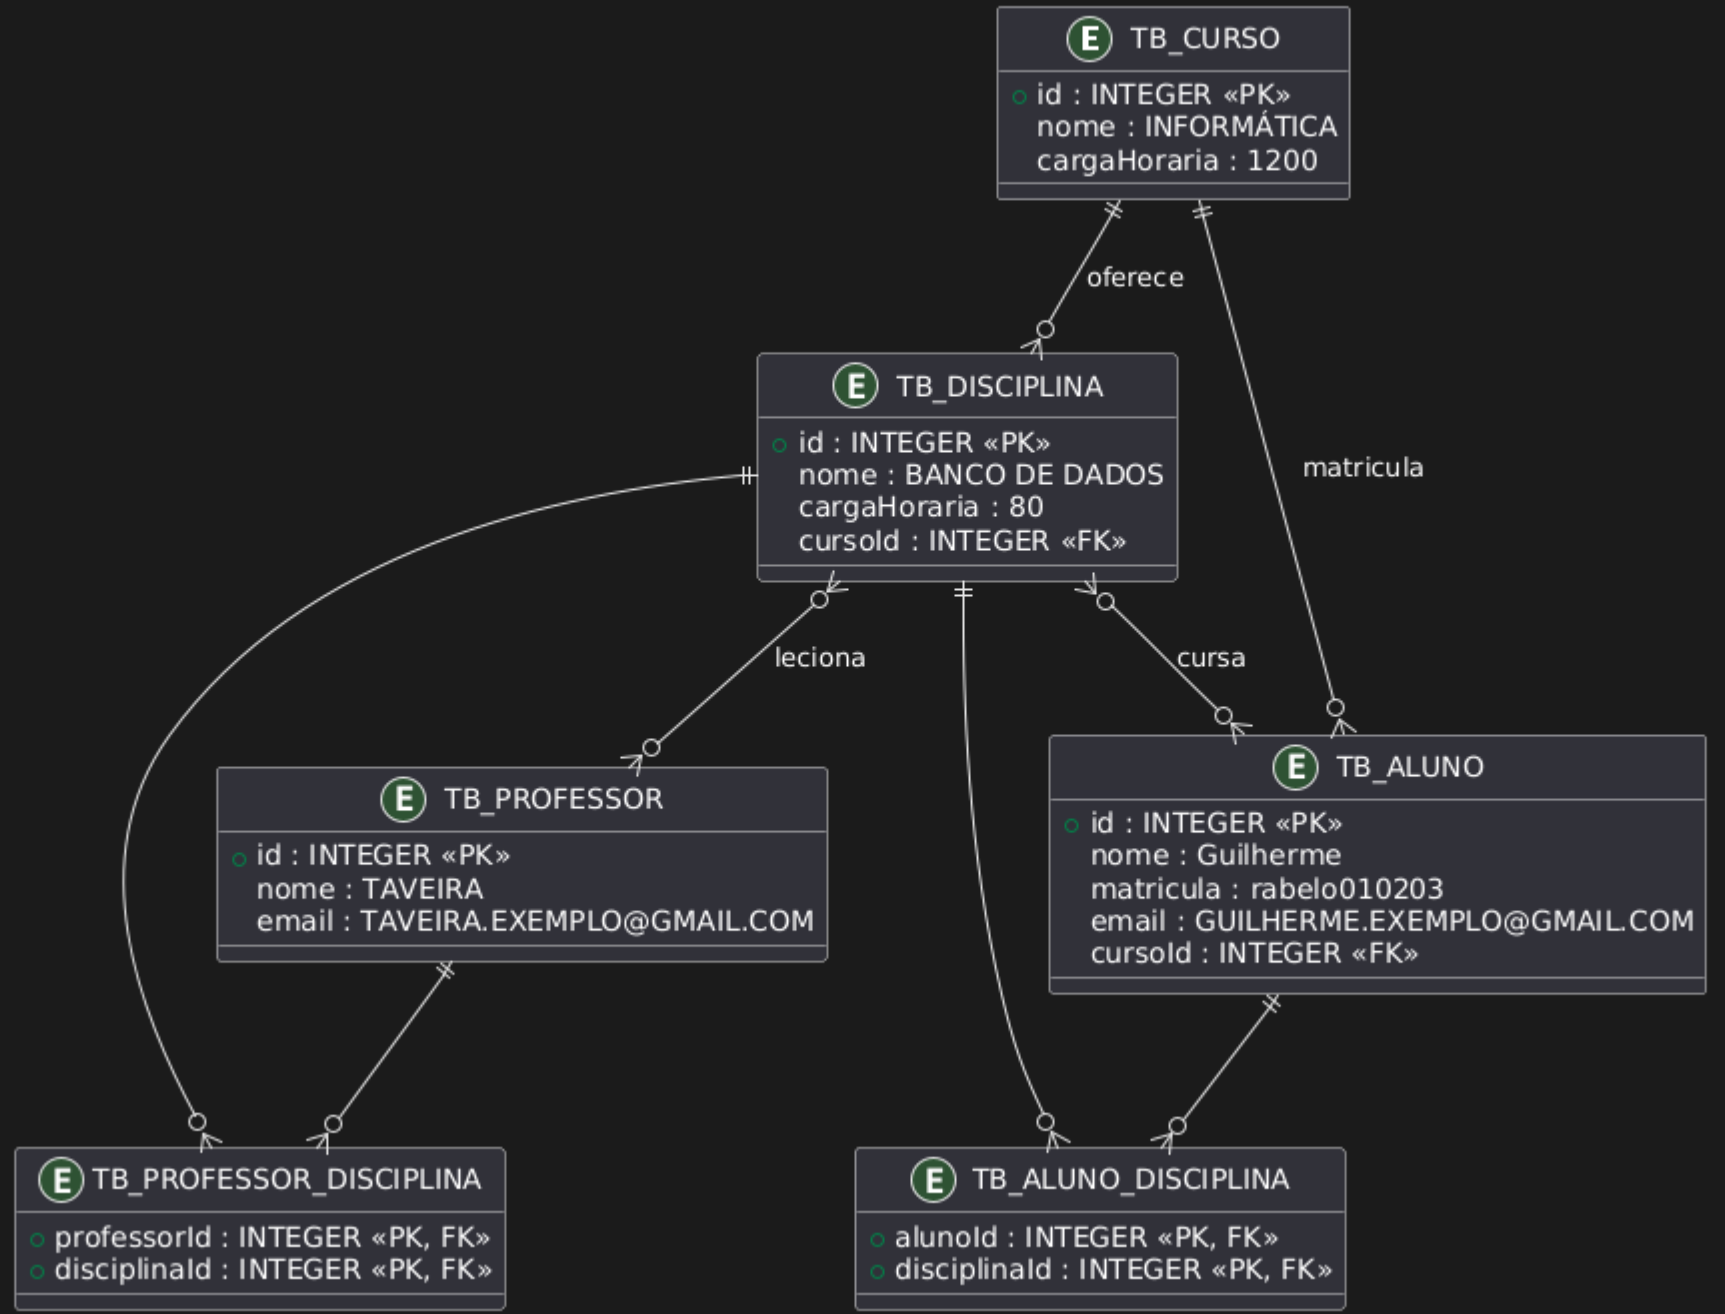 E TB_CURSO
id : INTEGER «PK»
nome : INFORMÁTICA
cargaHoraria : 1200
oferece
E TB_DISCIPLINA
id : INTEGER «PK»
nome : BANCO DE DADOS
cargaHoraria : 80
cursoId : INTEGER «FK»
matricula
leciona
cursa
E TB_PROFESSOR
id : INTEGER «PK»
nome : TAVEIRA
email : TAVEIRA.EXEMPLO@GMAIL.COM
E TB_ALUNO
id : INTEGER «PK»
nome : Guilherme
matricula : rabelo010203
email : GUILHERME.EXEMPLO@GMAIL.COM
cursoId : INTEGER «FK»
E TB_PROFESSOR_DISCIPLINA
professorId : INTEGER «PK, FK»
disciplinaId : INTEGER «PK, FK»
E TB_ALUNO_DISCIPLINA
alunoId : INTEGER «PK, FK»
disciplinaId : INTEGER «PK, FK»